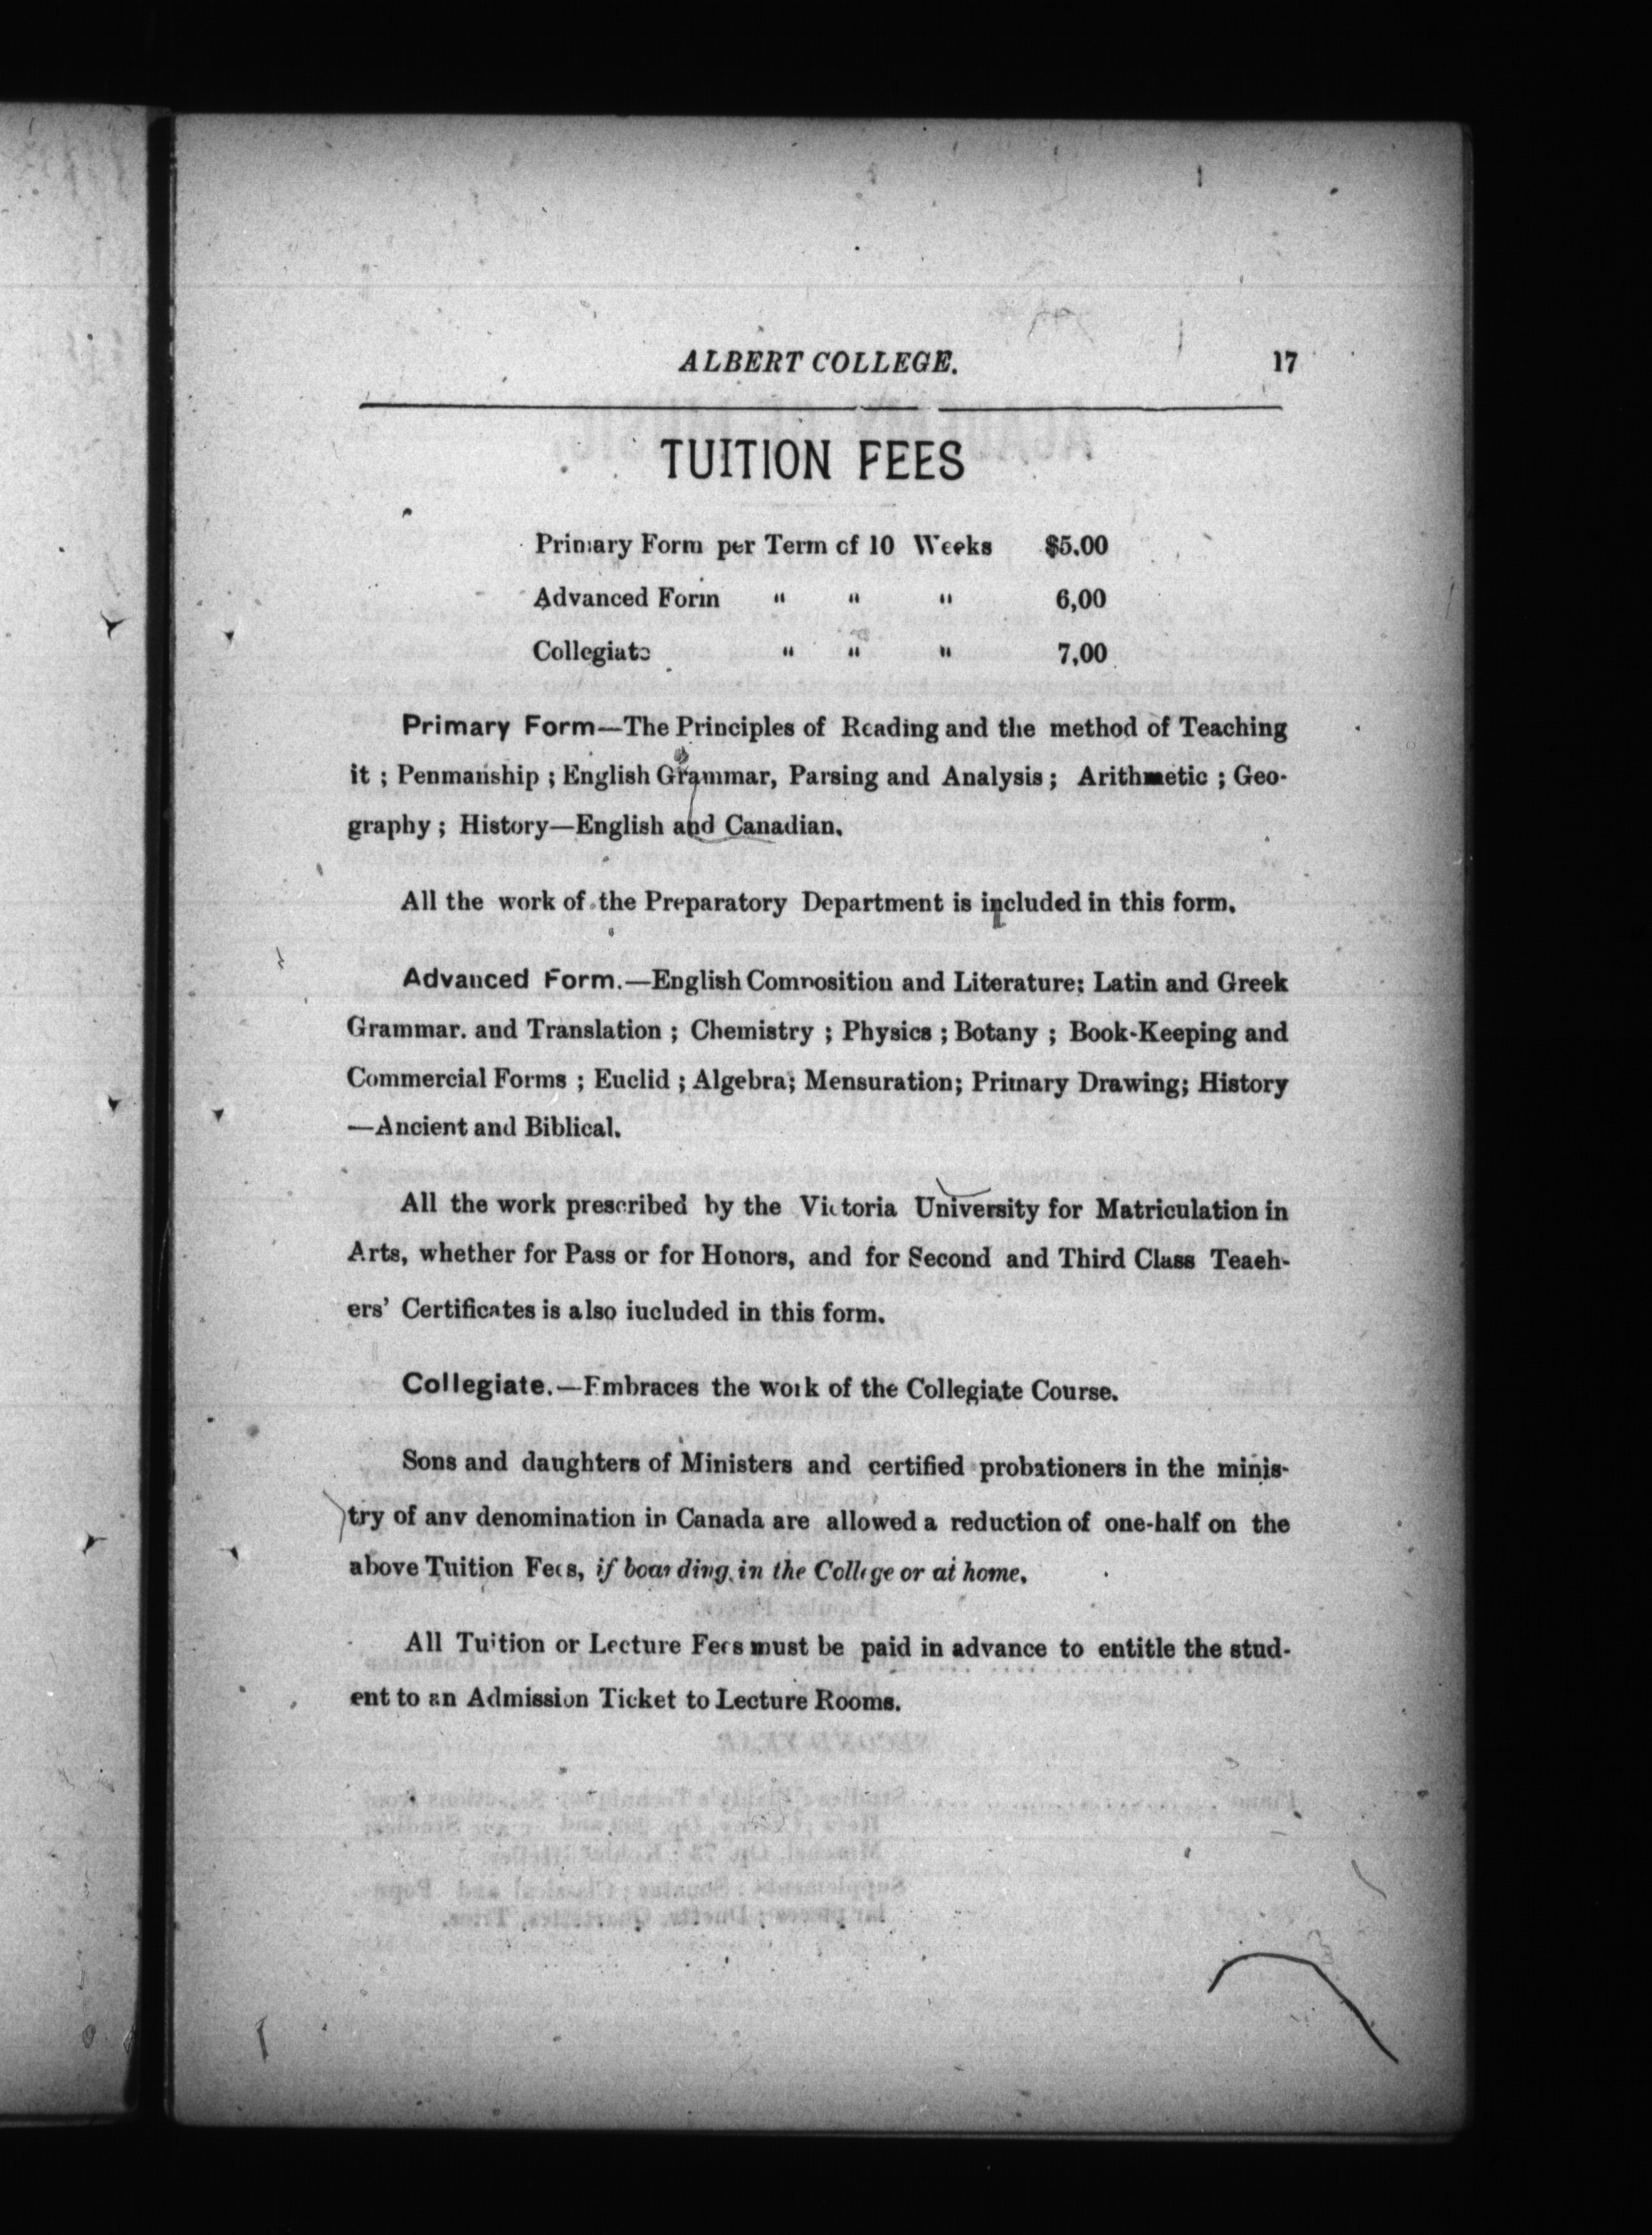 ALBERT COLLEGE. 17
TUITION FEES
Primary Form per Term of 10 Weeks $5.00
Advanced Form " " " 6,00
Collegiate " " " 7,00
Primary Form—The Principles of Reading and the method of Teaching
it ; Penmanship ; English Grammar, Parsing and Analysis ; Arithmetic ; Geo-
graphy ; History—English and Canadian.
All the work of the Preparatory Department is included in this form.
Advanced Form.—English Composition and Literature; Latin and Greek
Grammar. and Translation ; Chemistry ; Physics ; Botany ; Book-Keeping and
Commercial Forms ; Euclid ; Algebra; Mensuration; Primary Drawing; History
—Ancient and Biblical.
All the work prescribed by the Victoria University for Matriculation in
Arts, whether for Pass or for Honors, and for Second and Third Class Teaeh-
ers' Certificates is also iucluded in this form.
Collegiate.—Embraces the work of the Collegiate Course.
Sons and daughters of Ministers and certified probationers in the minis-
try of any denomination in Canada are allowed a reduction of one-half on the
above Tuition Fees, if boarding in the College or at home.
All Tuition or Lecture Fees must be paid in advance to entitle the stud-
ent to an Admission Ticket to Lecture Rooms.